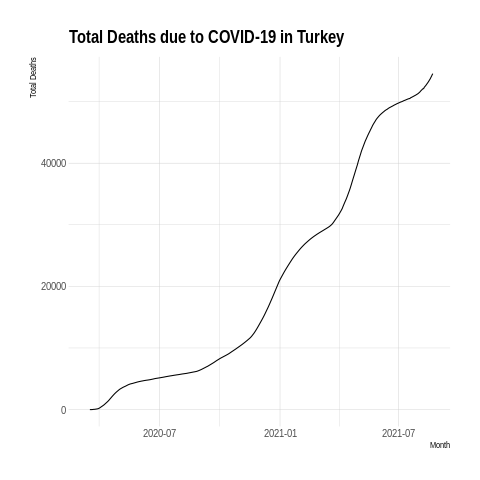 Total Deaths due to COVID-19 in Turkey
Total Deaths
40000
20000
0
2020-07
2021-01
2021-07
Month